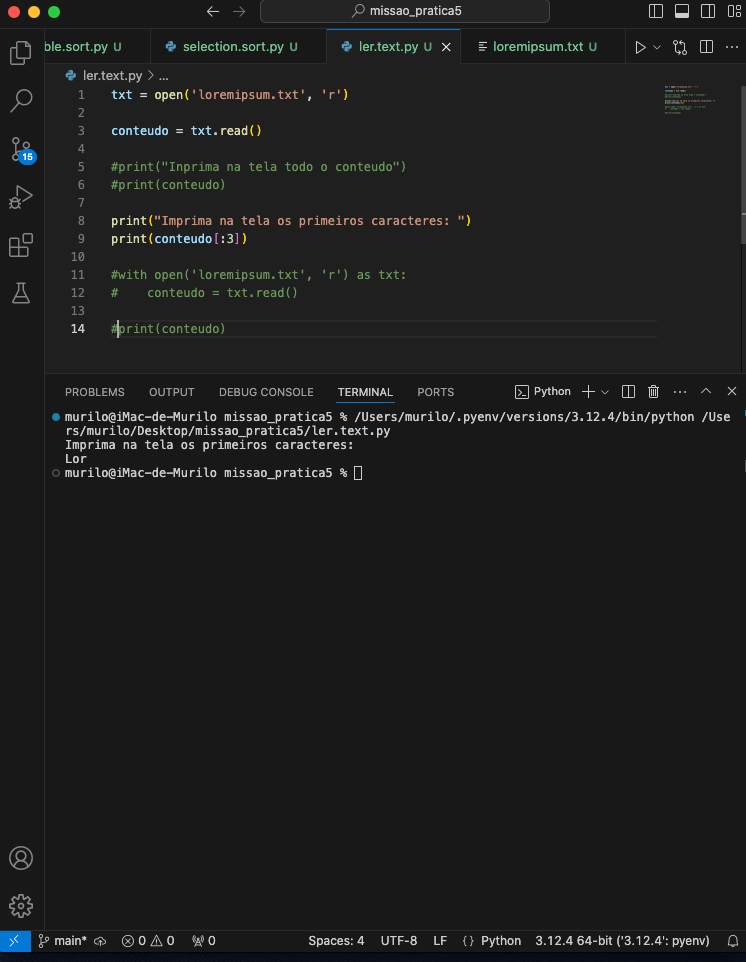 missao_pratica5
ble.sort.py U
selection.sort.py U
ler.text.py U
loremipsum.txt U
ler.text.py > ...
1 txt = open('loremipsum.txt', 'r')
2
3 conteudo = txt.read()
4
5 #print("Inprima na tela todo o conteudo")
6 #print(conteudo)
7
8 print("Imprima na tela os primeiros caracteres: ")
9 print(conteudo[:3])
10
11 #with open('loremipsum.txt', 'r') as txt:
12 #    conteudo = txt.read()
13
14 #print(conteudo)
15
PROBLEMS OUTPUT DEBUG CONSOLE TERMINAL PORTS
Python
murilo@iMac-de-Murilo missao_pratica5 % /Users/murilo/.pyenv/versions/3.12.4/bin/python /Use
rs/murilo/Desktop/missao_pratica5/ler.text.py
Imprima na tela os primeiros caracteres:
Lor
murilo@iMac-de-Murilo missao_pratica5 %
main* 0 0 0 Spaces: 4 UTF-8 LF {} Python 3.12.4 64-bit ('3.12.4': pyenv)